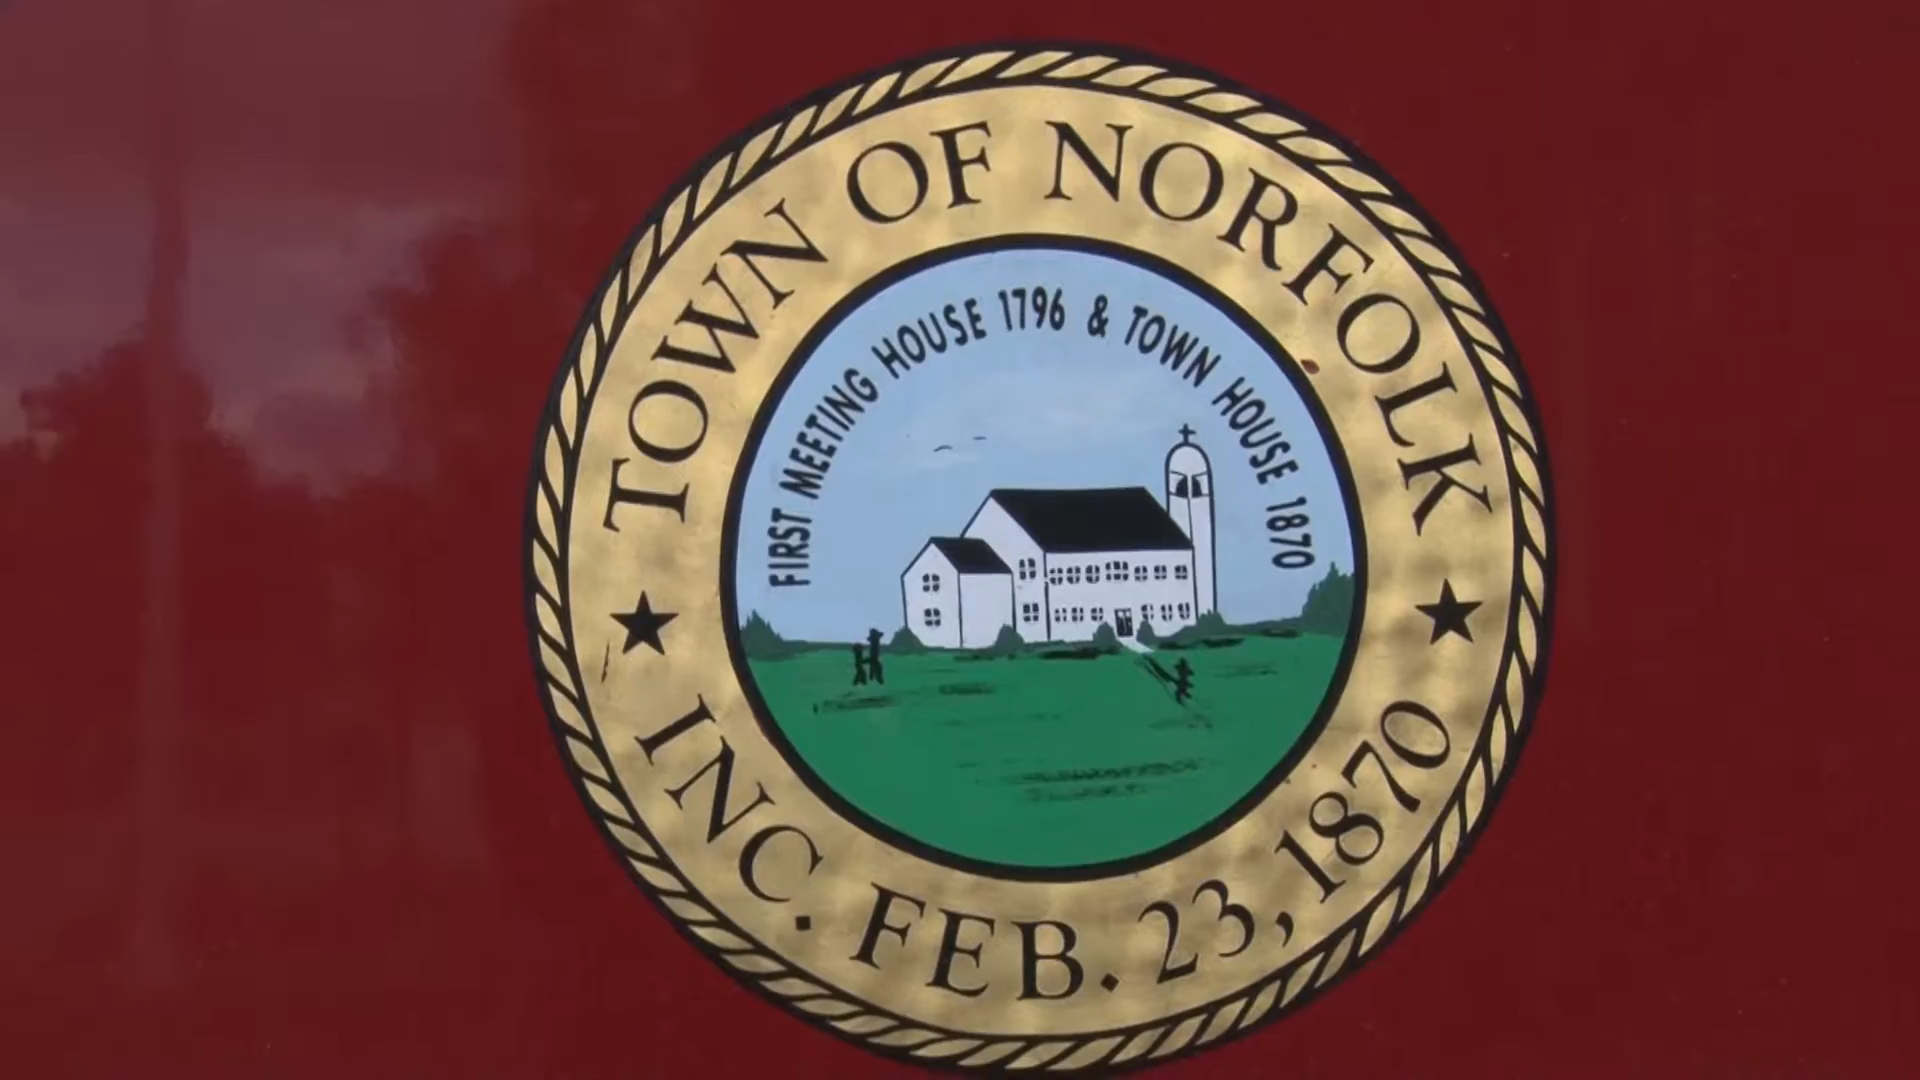 TOWN OF NORFOLK
FIRST MEETING HOUSE 1796 & TOWN HOUSE 1870
INC. FEB. 23, 1870